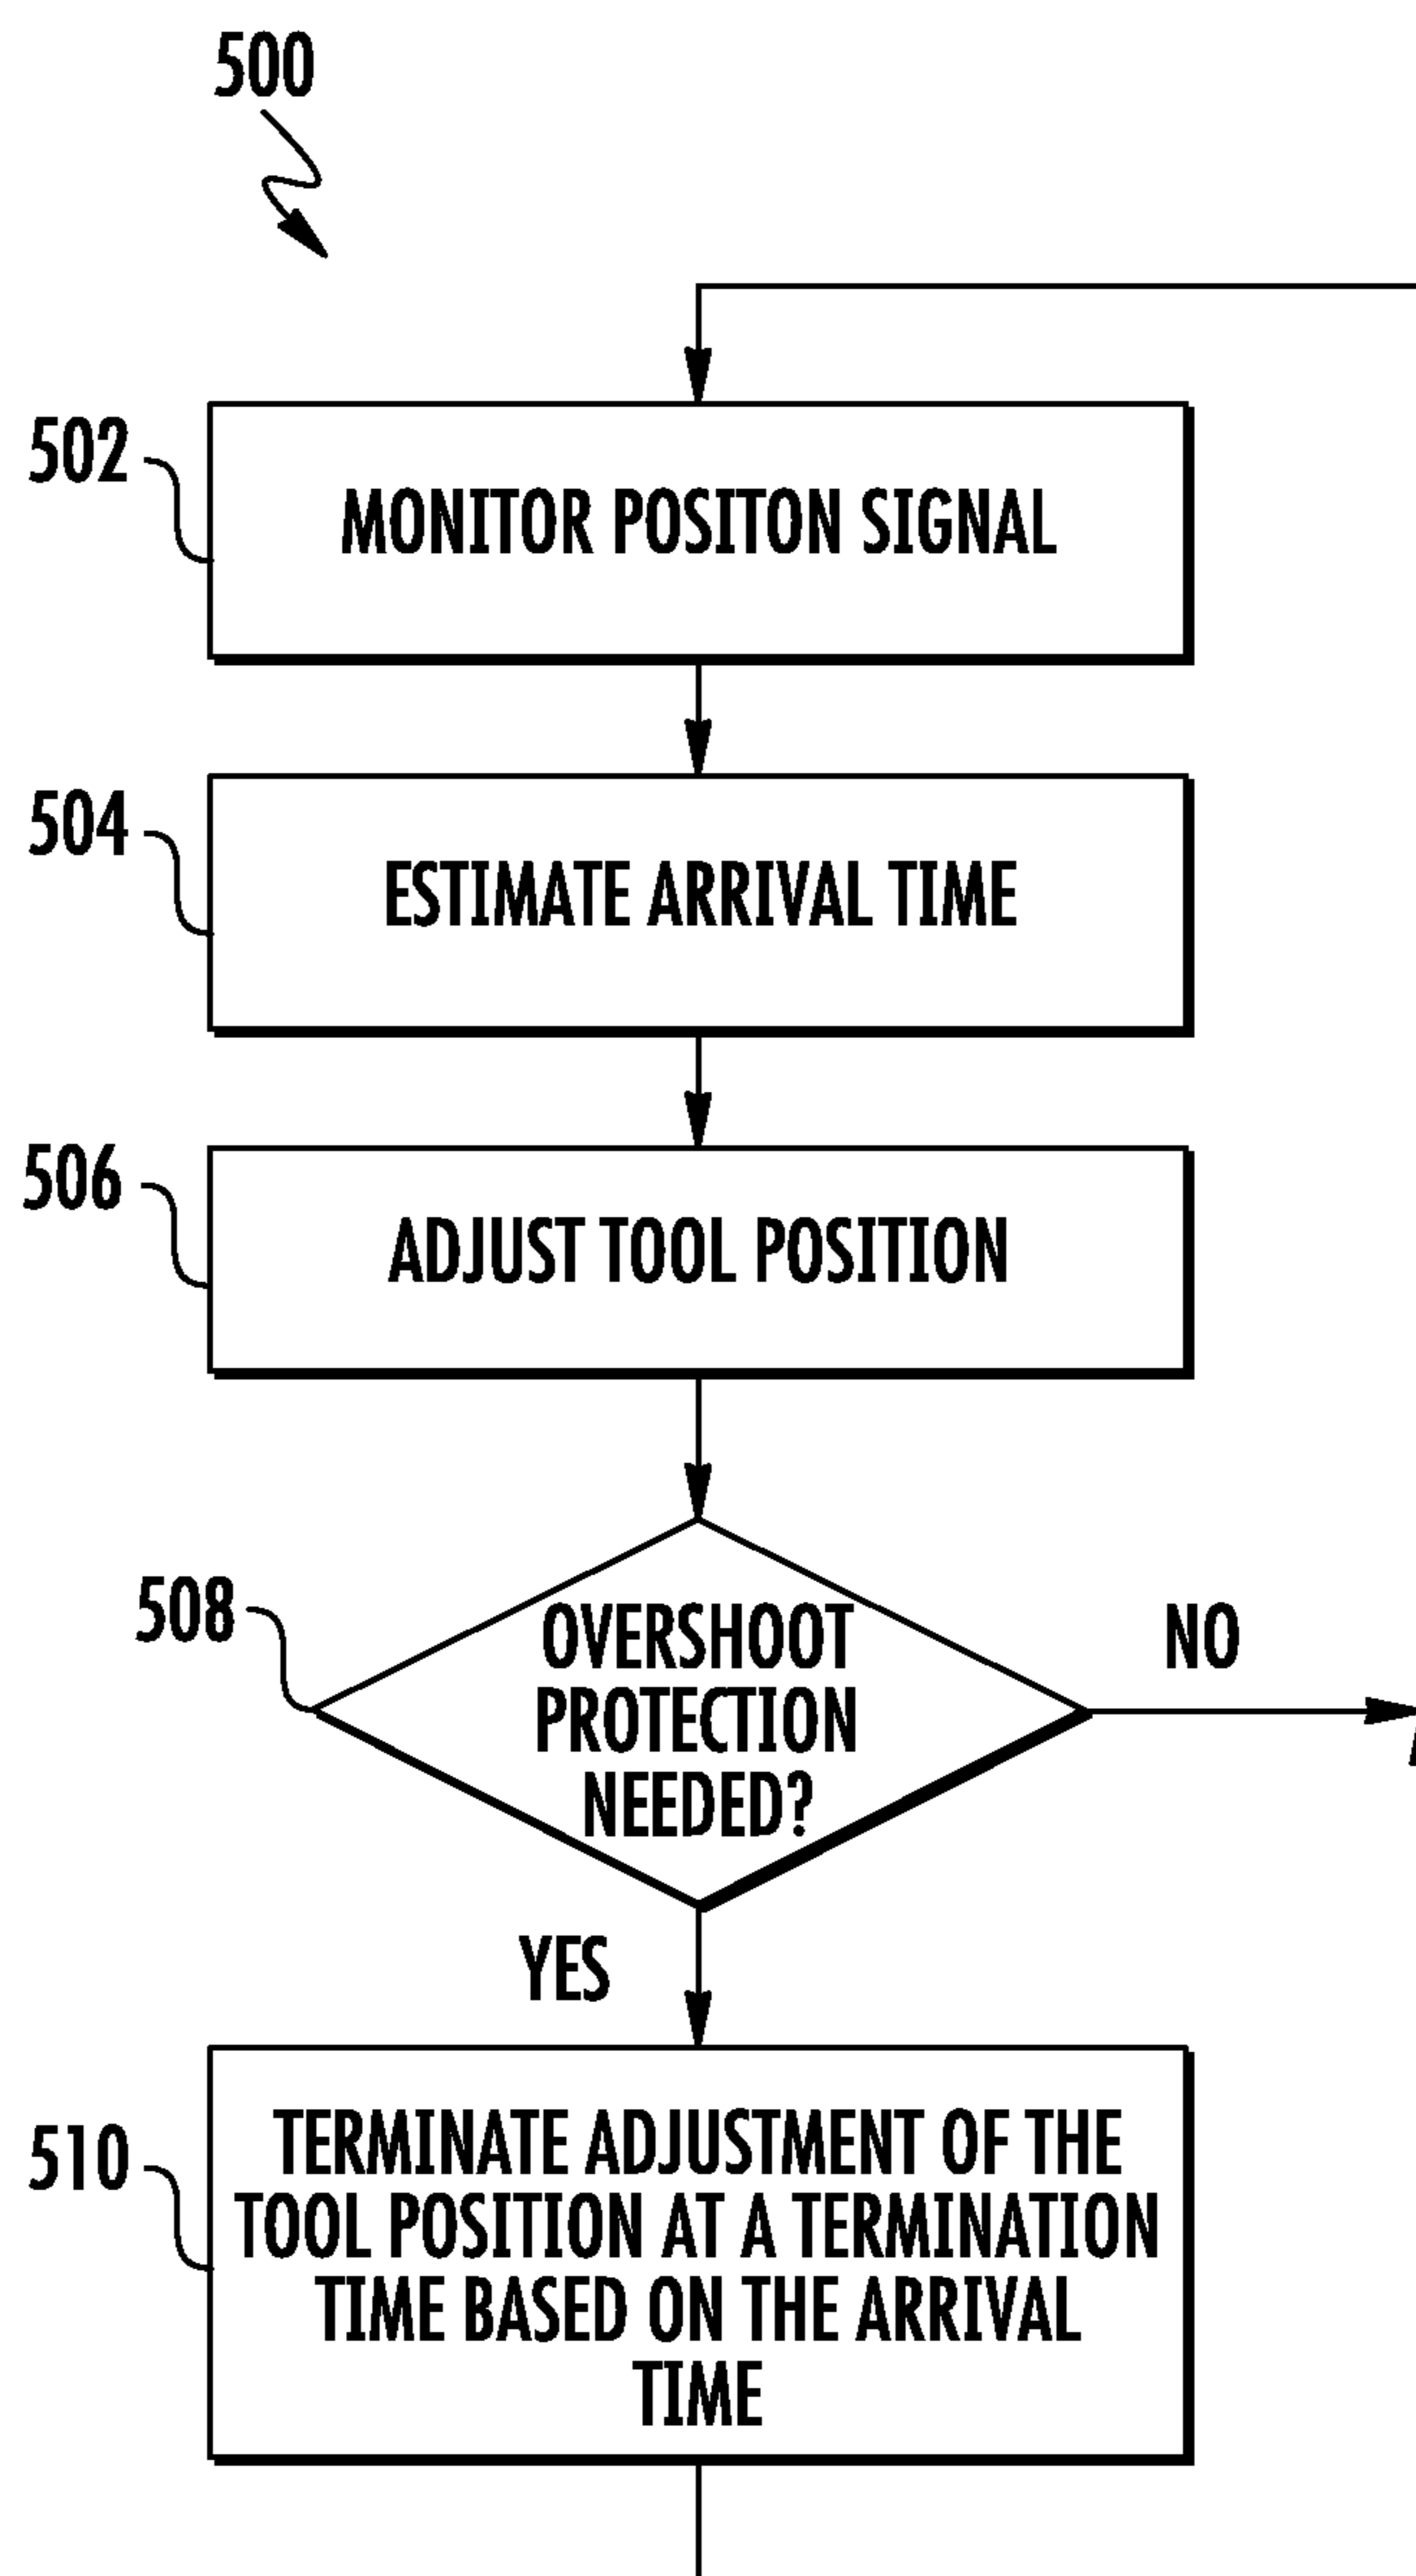 500
502
MONITOR POSITON SIGNAL
504
ESTIMATE ARRIVAL TIME
506
ADJUST TOOL POSITION
508
OVERSHOOT
PROTECTION
NEEDED?
NO
YES
510
TERMINATE ADJUSTMENT OF THE
TOOL POSITION AT A TERMINATION
TIME BASED ON THE ARRIVAL
TIME